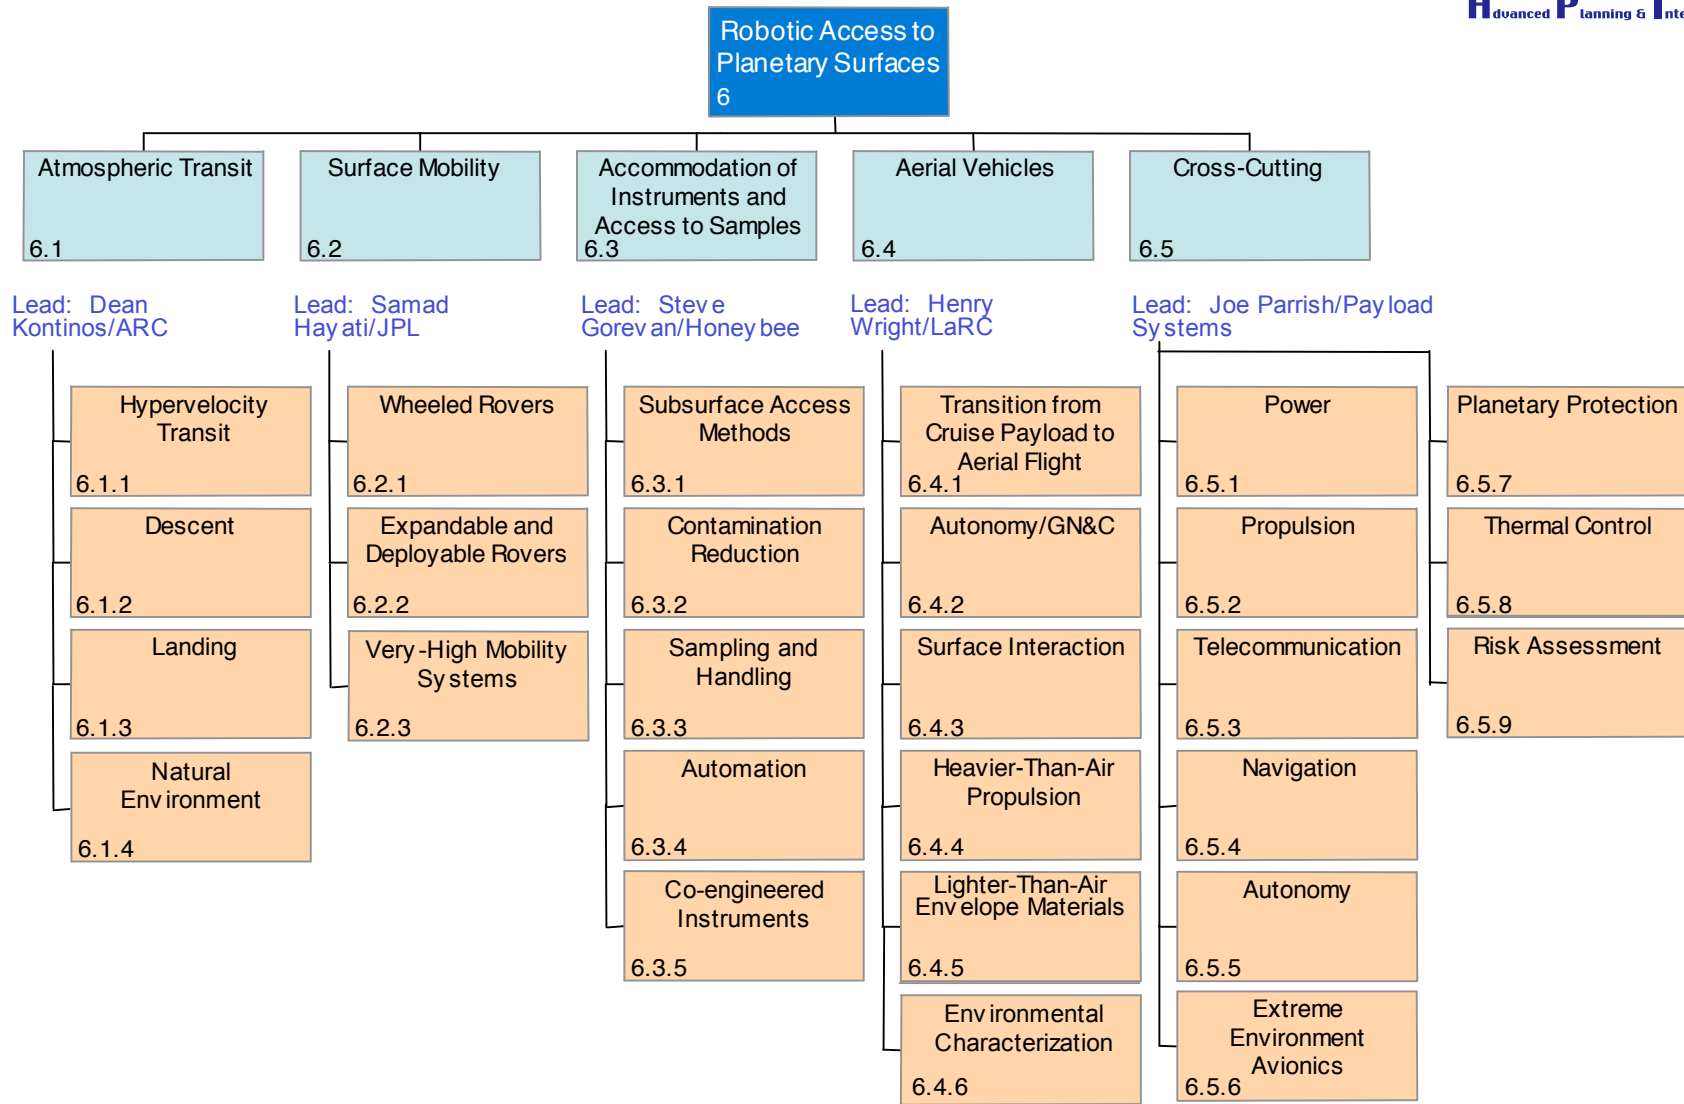 Hdvanced Planning & Inte
Robotic Access to
Planetary Surfaces
6
Atmospheric Transit
6.1
Surface Mobility
6.2
Accommodation of
Instruments and
Access to Samples
6.3
Aerial Vehicles
6.4
Cross-Cutting
6.5
Lead: Dean
Kontinos/ARC
Lead: Samad
Hayati/JPL
Lead: Steve
Gorevan/Honeybee
Lead: Henry
Wright/LaRC
Lead: Joe Parrish/Payload
Systems
Hypervelocity
Transit
6.1.1
Descent
6.1.2
Landing
6.1.3
Natural
Environment
6.1.4
Wheeled Rovers
6.2.1
Expandable and
Deployable Rovers
6.2.2
Very-High Mobility
Systems
6.2.3
Subsurface Access
Methods
6.3.1
Contamination
Reduction
6.3.2
Sampling and
Handling
6.3.3
Automation
6.3.4
Co-engineered
Instruments
6.3.5
Transition from
Cruise Payload to
Aerial Flight
6.4.1
Autonomy/GN&C
6.4.2
Surface Interaction
6.4.3
Heavier-Than-Air
Propulsion
6.4.4
Lighter-Than-Air
Envelope Materials
6.4.5
Environmental
Characterization
6.4.6
Power
6.5.1
Propulsion
6.5.2
Telecommunication
6.5.3
Navigation
6.5.4
Autonomy
6.5.5
Extreme
Environment
Avionics
6.5.6
Planetary Protection
6.5.7
Thermal Control
6.5.8
Risk Assessment
6.5.9